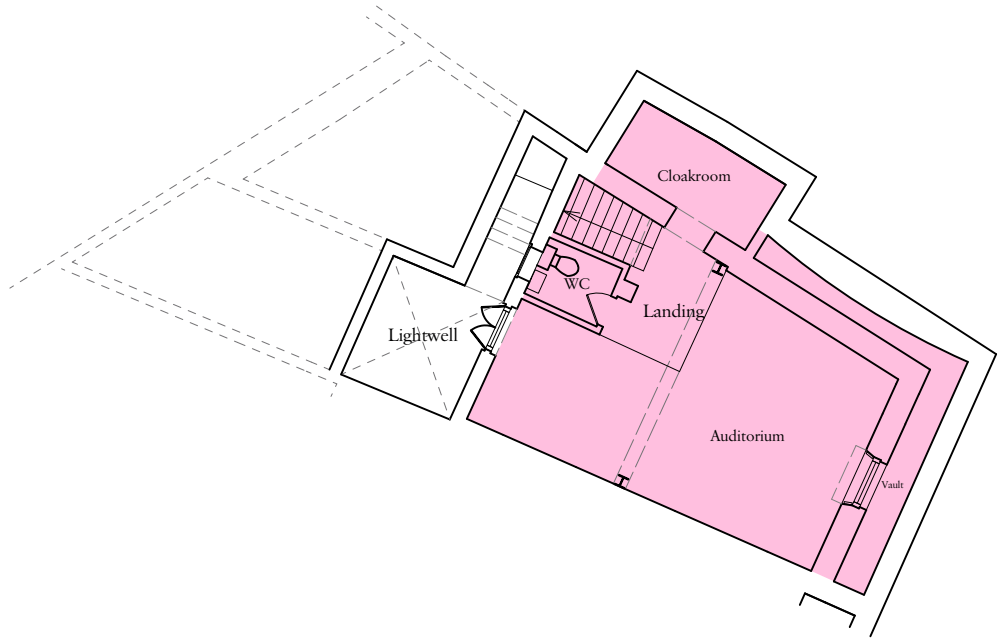 Cloakroom
WC
Landing
Lightwell
Auditorium
Vault